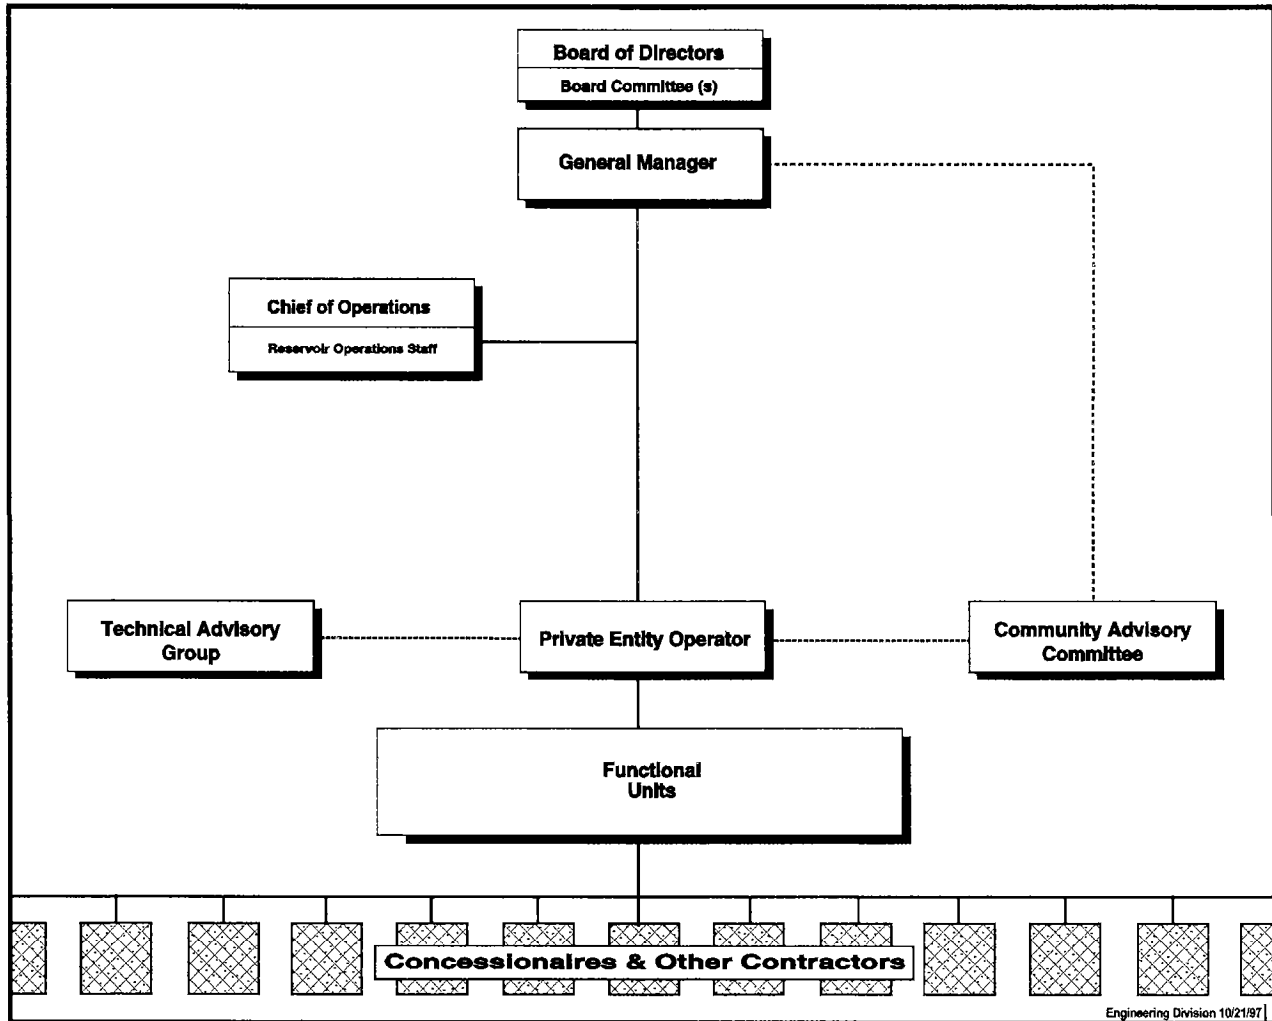 Board of Directors
Board Committee (s)
General Manager
Chief of Operations
Reservoir Operations Staff
Technical Advisory
Group
Private Entity Operator
Community Advisory
Committee
Functional
Units
Concessionaires & Other Contractors
Engineering Division 10/21/97